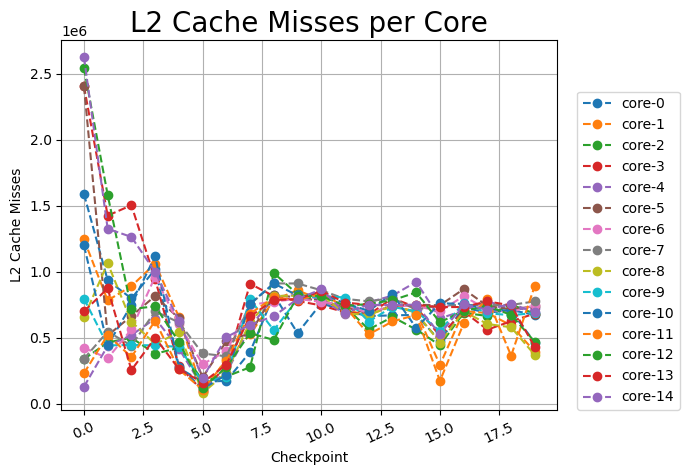 L2 Cache Misses per Core
1e6
2.5
2.0
1.5
1.0
0.5
0.0
L2 Cache Misses
0.0
2.5
5.0
7.5
10.0
12.5
15.0
17.5
Checkpoint
core-0
core-1
core-2
core-3
core-4
core-5
core-6
core-7
core-8
core-9
core-10
core-11
core-12
core-13
core-14